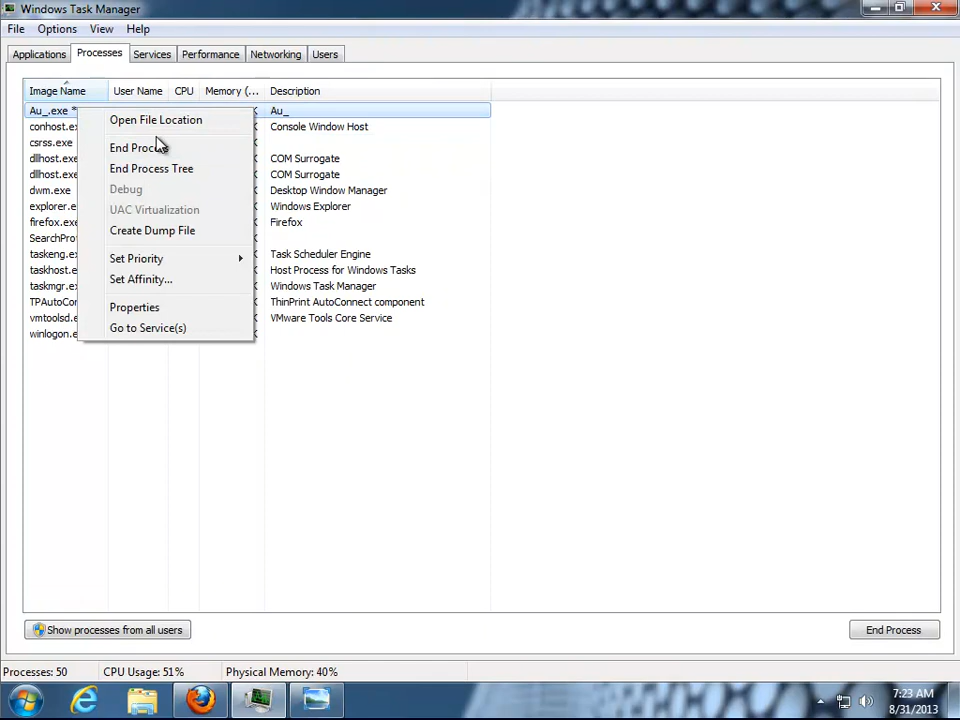 Windows Task Manager
File Options View Help
Applications Processes Services Performance Networking Users
Image Name User Name CPU Memory (... Description
Au_.exe * Au_
conhost.ex Console Window Host
csrss.exe
dllhost.exe COM Surrogate
dllhost.exe COM Surrogate
dwm.exe Desktop Window Manager
explorer.e Windows Explorer
firefox.exe Firefox
SearchProt
taskeng.ex Task Scheduler Engine
taskhost.e Host Process for Windows Tasks
taskmgr.ex Windows Task Manager
TPAutoCon ThinPrint AutoConnect component
vmtoolsd.e VMware Tools Core Service
winlogon.e
Open File Location
End Process
End Process Tree
Debug
UAC Virtualization
Create Dump File
Set Priority
Set Affinity...
Properties
Go to Service(s)
Show processes from all users
End Process
Processes: 50 CPU Usage: 51% Physical Memory: 40%
7:23 AM
8/31/2013